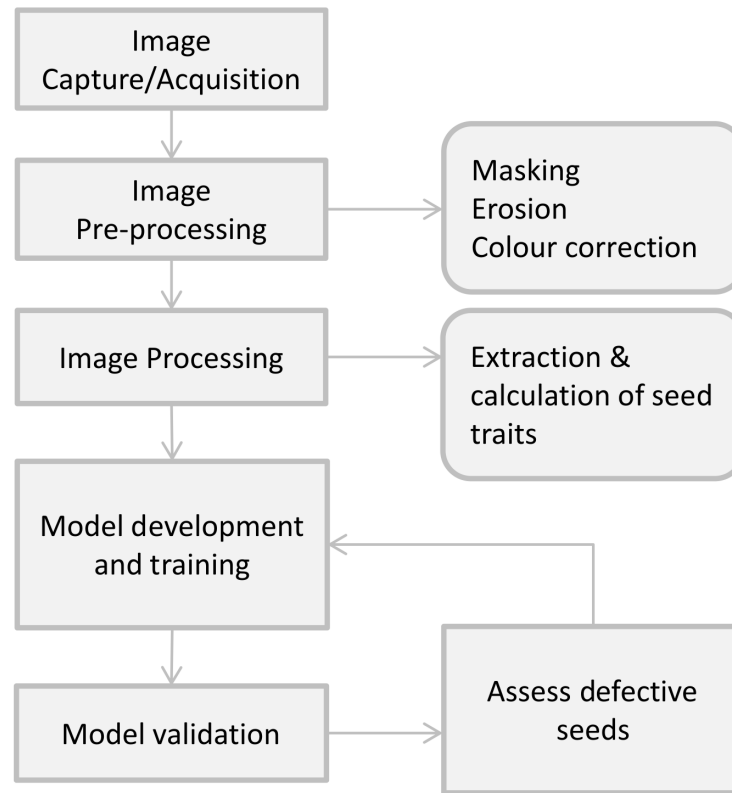 Image
Capture/Acquisition
Image
Pre-processing
Masking
Erosion
Colour correction
Image Processing
Extraction &
calculation of seed
traits
Model development
and training
Model validation
Assess defective
seeds